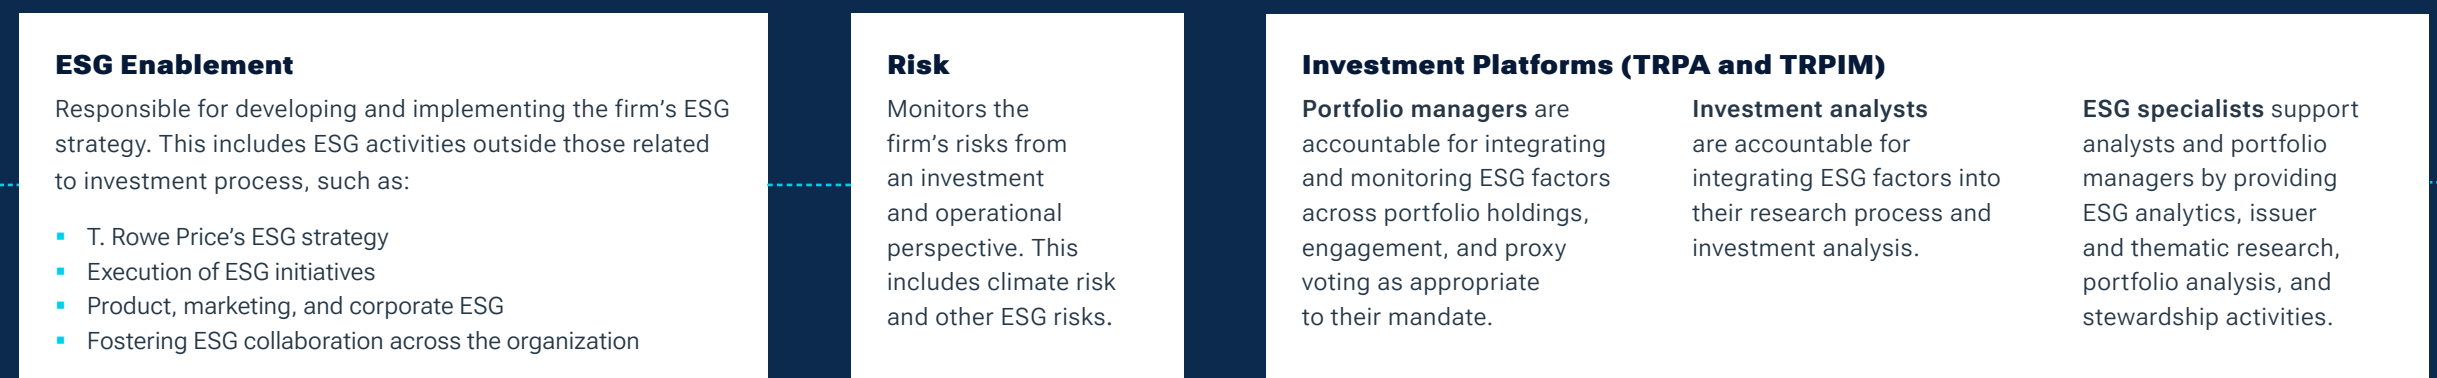 ESG Enablement
Responsible for developing and implementing the firm’s ESG
strategy. This includes ESG activities outside those related
to investment process, such as:
▪ T. Rowe Price’s ESG strategy
▪ Execution of ESG initiatives
▪ Product, marketing, and corporate ESG
▪ Fostering ESG collaboration across the organization
Risk
Monitors the
firm’s risks from
an investment
and operational
perspective. This
includes climate risk
and other ESG risks.
Investment Platforms (TRPA and TRPIM)
Portfolio managers are
accountable for integrating
and monitoring ESG factors
across portfolio holdings,
engagement, and proxy
voting as appropriate
to their mandate.
Investment analysts
are accountable for
integrating ESG factors into
their research process and
investment analysis.
ESG specialists support
analysts and portfolio
managers by providing
ESG analytics, issuer
and thematic research,
portfolio analysis, and
stewardship activities.